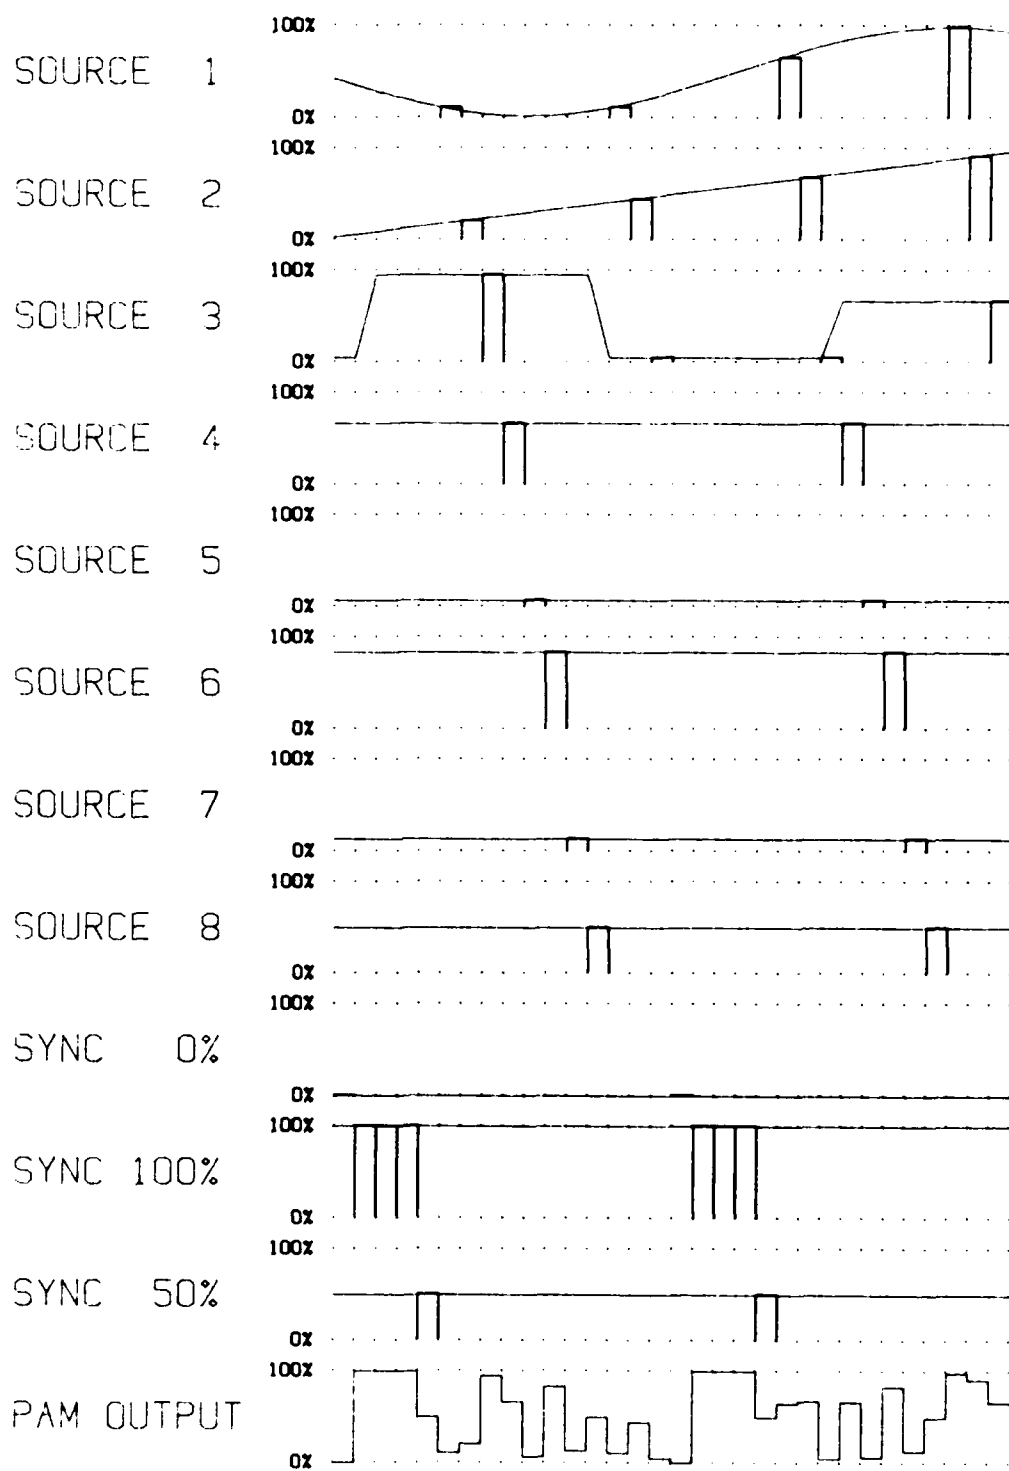 100%
SOURCE 1
0%
100%
SOURCE 2
0%
100%
SOURCE 3
0%
100%
SOURCE 4
0%
100%
SOURCE 5
0%
100%
SOURCE 6
0%
100%
SOURCE 7
0%
100%
SOURCE 8
0%
100%
SYNC 0%
0%
100%
SYNC 100%
0%
100%
SYNC 50%
0%
100%
PAM OUTPUT
0%